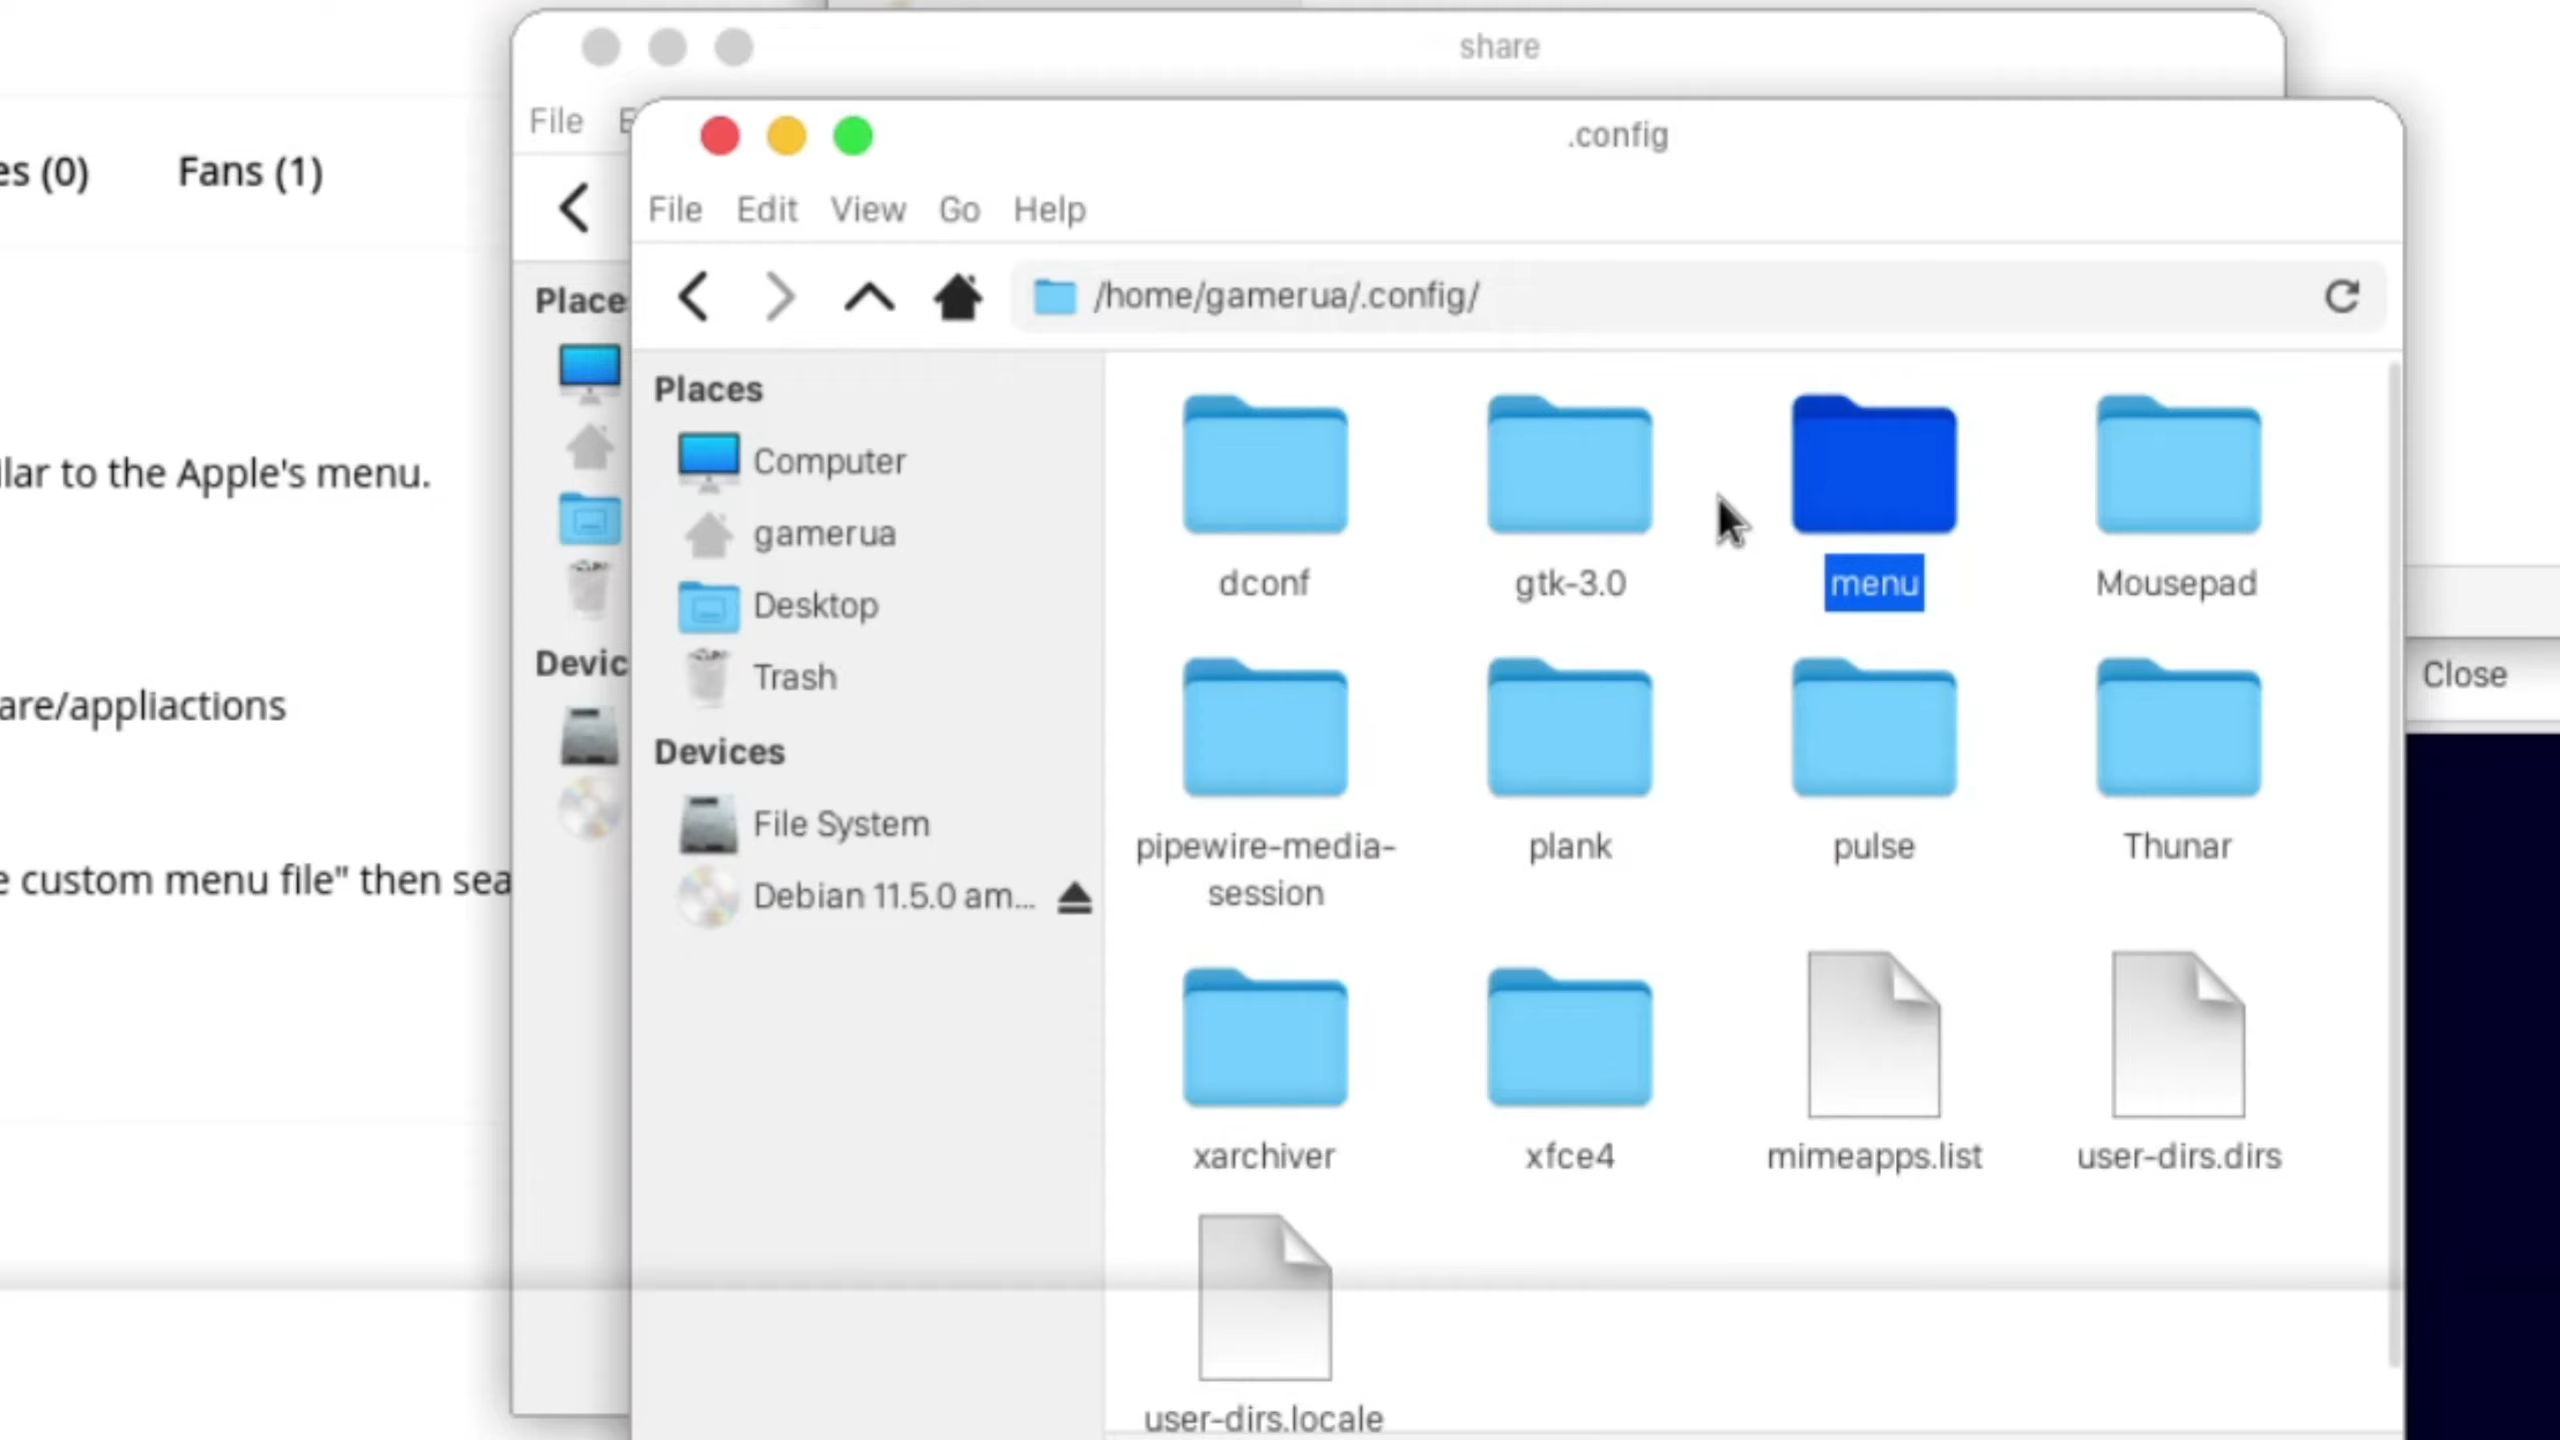 share
File
es (0) Fans (1)
Place
Devic
lar to the Apple's menu.
are/appliactions
e custom menu file" then sea
.config
File Edit View Go Help
/home/gamerua/.config/
Places
Computer
gamerua
Desktop
Trash
Devices
File System
Debian 11.5.0 am...
dconf gtk-3.0 menu Mousepad
pipewire-media-
session
plank pulse Thunar
xarchiver xfce4 mimeapps.list user-dirs.dirs
user-dirs.locale
Close